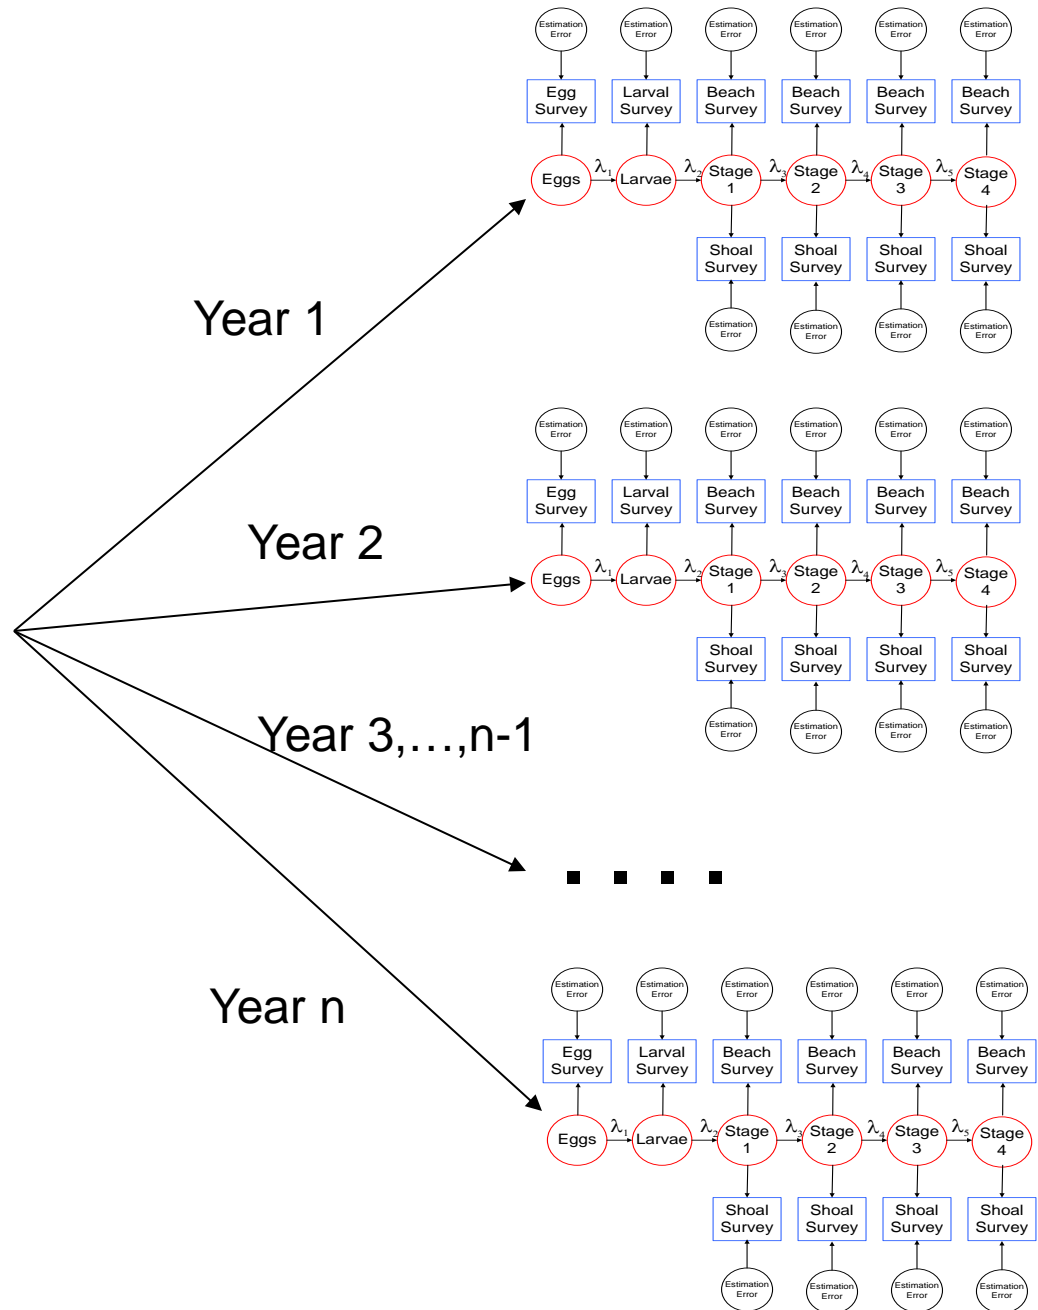 Estimation Error Estimation Error Estimation Error Estimation Error Estimation Error Estimation Error
Egg Survey Larval Survey Beach Survey Beach Survey Beach Survey Beach Survey
Eggs λ1 Larvae λ2 Stage 1 λ3 Stage 2 λ4 Stage 3 λ5 Stage 4
Shoal Survey Shoal Survey Shoal Survey Shoal Survey
Year 1
Estimation Error Estimation Error Estimation Error Estimation Error
Estimation Error Estimation Error Estimation Error Estimation Error Estimation Error Estimation Error
Egg Survey Larval Survey Beach Survey Beach Survey Beach Survey Beach Survey
Year 2
Eggs λ1 Larvae λ2 Stage 1 λ3 Stage 2 λ4 Stage 3 λ5 Stage 4
Shoal Survey Shoal Survey Shoal Survey Shoal Survey
Estimation Error Estimation Error Estimation Error Estimation Error
Year 3,...,n-1
. . . .
Year n
Estimation Error Estimation Error Estimation Error Estimation Error Estimation Error Estimation Error
Egg Survey Larval Survey Beach Survey Beach Survey Beach Survey Beach Survey
Eggs λ1 Larvae λ2 Stage 1 λ3 Stage 2 λ4 Stage 3 λ5 Stage 4
Shoal Survey Shoal Survey Shoal Survey Shoal Survey
Estimation Error Estimation Error Estimation Error Estimation Error